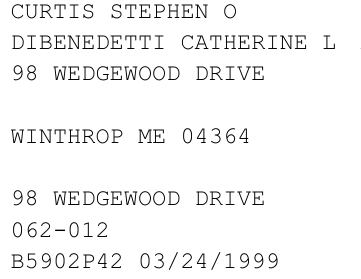 CURTIS STEPHEN O
DIBENEDETTI CATHERINE L
98 WEDGEWOOD DRIVE
WINTHROP ME 04364
98 WEDGEWOOD DRIVE
062-012
B5902P42 03/24/1999